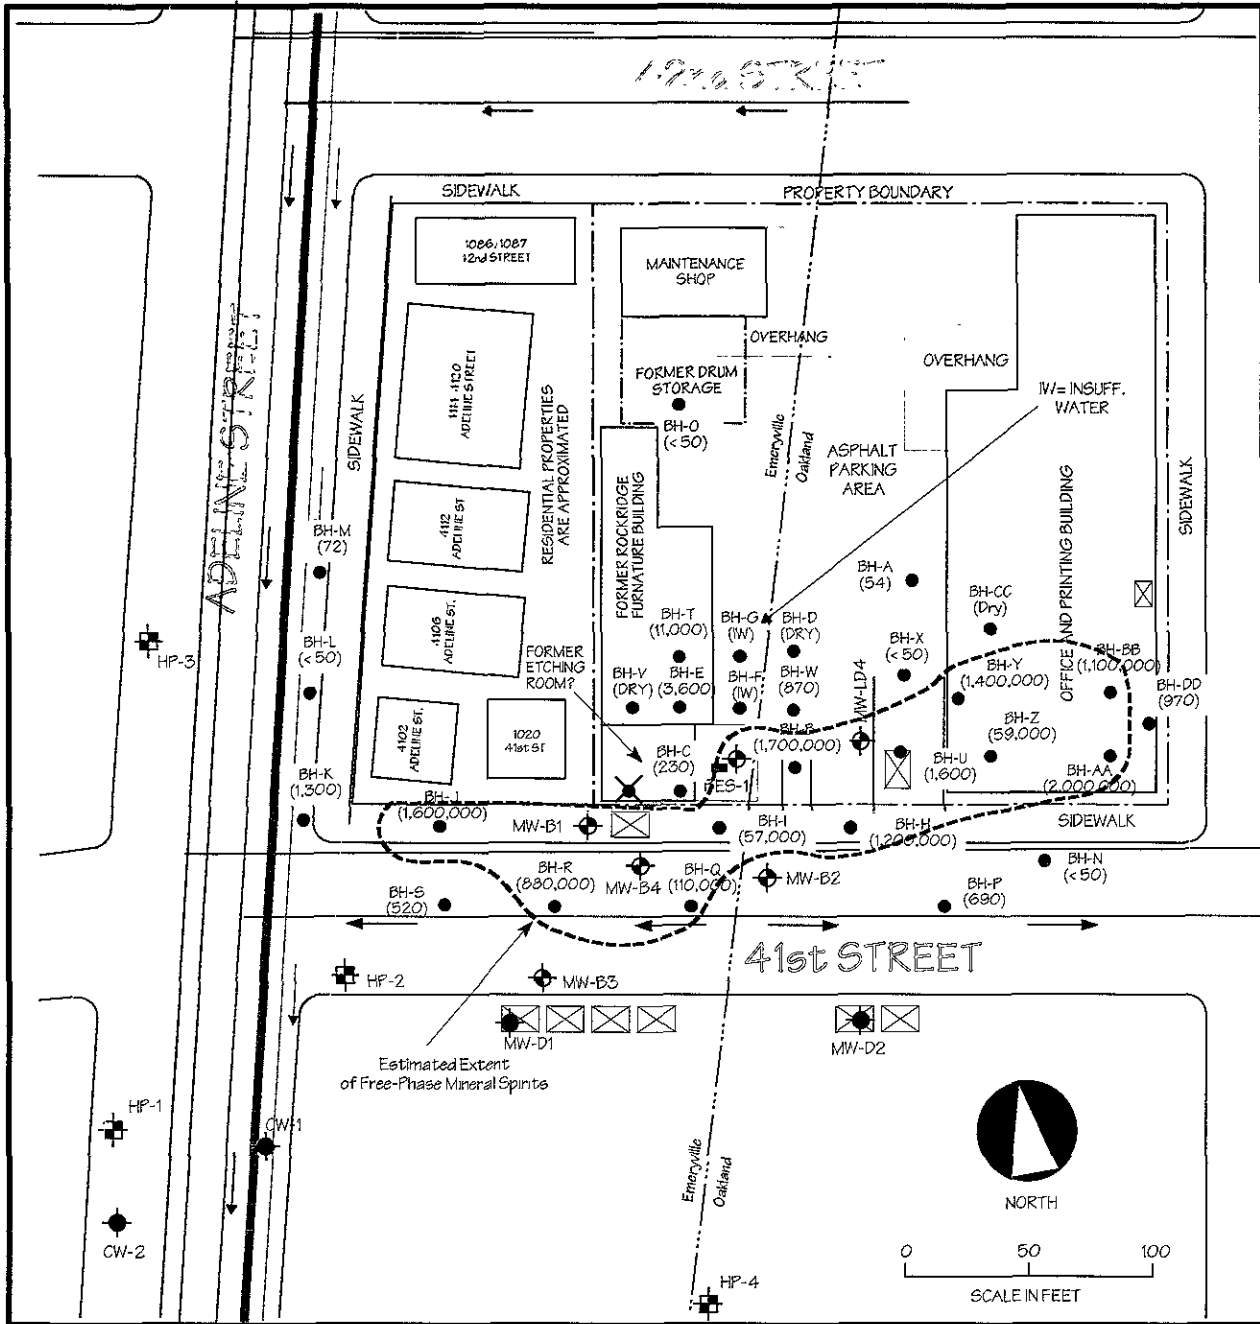 SIDEWALK
PROPERTY BOUNDARY
1086/1087
42nd STREET
MAINTENANCE
SHOP
OVERHANG
OVERHANG
FORMER DRUM
STORAGE
BH-O
(<50)
IW= INSUFF.
WATER
ADELINE STREET
SIDEWALK
ADELINE STREET
RESIDENTIAL PROPERTIES
ARE APPROXIMATED
Emeryville
Oakland
ASPHALT
PARKING
AREA
SIDEWALK
4112
ADELINE ST
FORMER ROCKRIDGE
FURNATURE BUILDING
OFFICE AND PRINTING BUILDING
BH-M
(72)
BH-A
(54)
BH-CC
(Dry)
4106
ADELINE ST.
BH-T
(11,000)
BH-G
(IW)
BH-D
(DRY)
BH-L
(<50)
HP-3
FORMER
ETCHING
ROOM?
BH-X
(<50)
BH-BB
(1,100,000)
BH-V
(DRY)
BH-E
(3,600)
BH-F
(IW)
BH-W
(870)
MW-LD4
BH-Y
(1,400,000)
BH-DD
(970)
4102
ADELINE ST.
1020
41st ST
BH-C
(230)
BH-B
(1,700,000)
BH-Z
(59,000)
BH-U
(1,600)
BH-AA
(2,000,000)
BH-K
(1,300)
BH-J
(1,600,000)
MW-B1
BH-I
(57,000)
BH-H
(1,200,000)
SIDEWALK
BH-S
(520)
BH-R
(880,000)
MW-B4
BH-Q
(110,000)
MW-B2
BH-P
(690)
BH-N
(<50)
41st STREET
HP-2
MW-B3
MW-D1
MW-D2
Estimated Extent
of Free-Phase Mineral Spirits
HP-1
CW-1
CW-2
Emeryville
Oakland
HP-4
NORTH
0 50 100
SCALE IN FEET